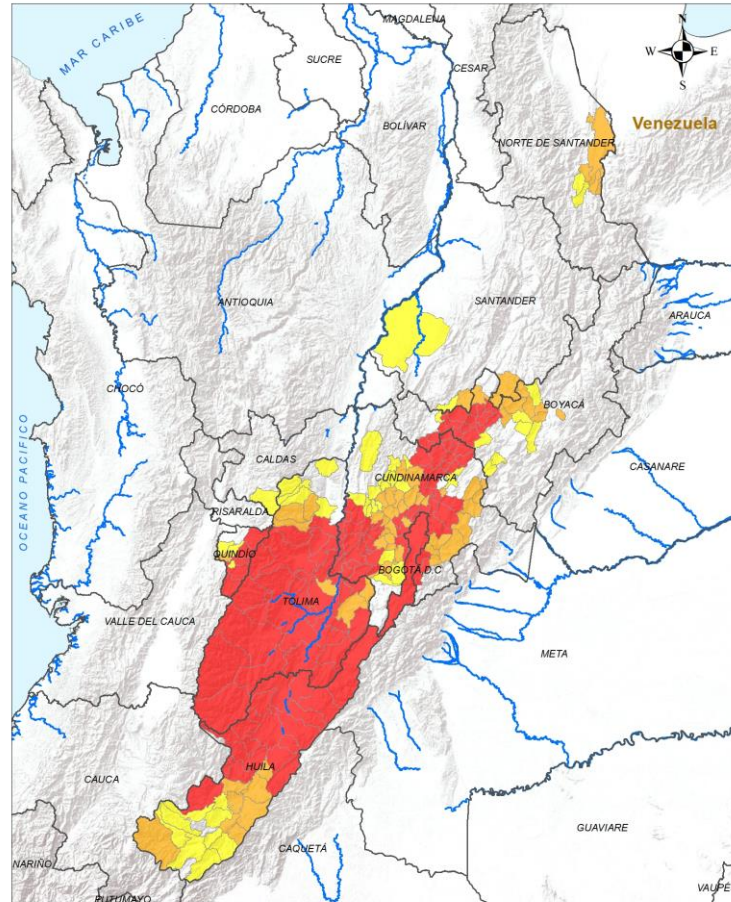 MAGDALENA
N
W
E
S
MAR CARIBE
SUCRE
CESAR
CÓRDOBA
BOLÍVAR
Venezuela
NORTE DE SANTANDER
ANTIOQUIA
SANTANDER
ARAUCA
CHOCÓ
BOYACÁ
CALDAS
CUNDINAMARCA
CASANARE
OCEANO PACIFICO
RISARALDA
QUINDÍO
BOGOTÁ,D.C
TOLIMA
VALLE DEL CAUCA
META
HUILA
CAUCA
GUAVIARE
CAQUETÁ
NARIÑO
PUTUMAYO
VAUPÉ